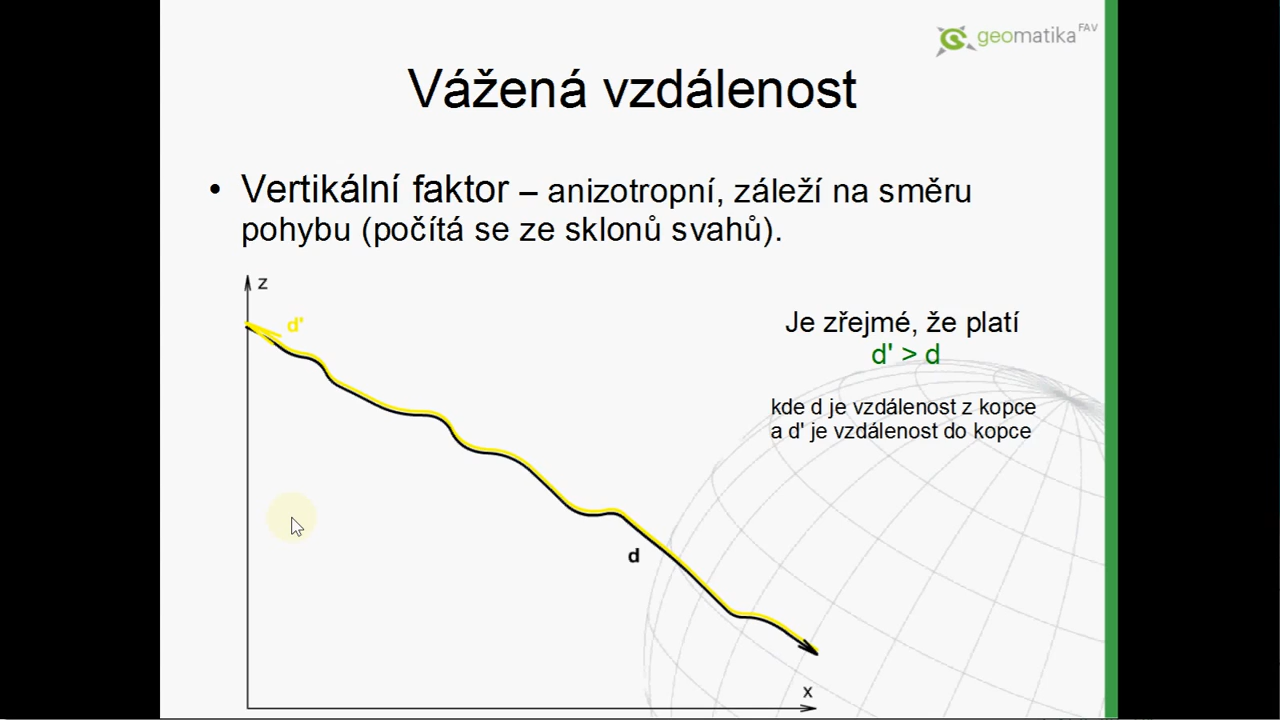 geomatika FAV
Vážená vzdálenost
• Vertikální faktor – anizotropní, záleží na směru
pohybu (počítá se ze sklonů svahů).
z
d'
Je zřejmé, že platí
d' > d
kde d je vzdálenost z kopce
a d' je vzdálenost do kopce
d
x